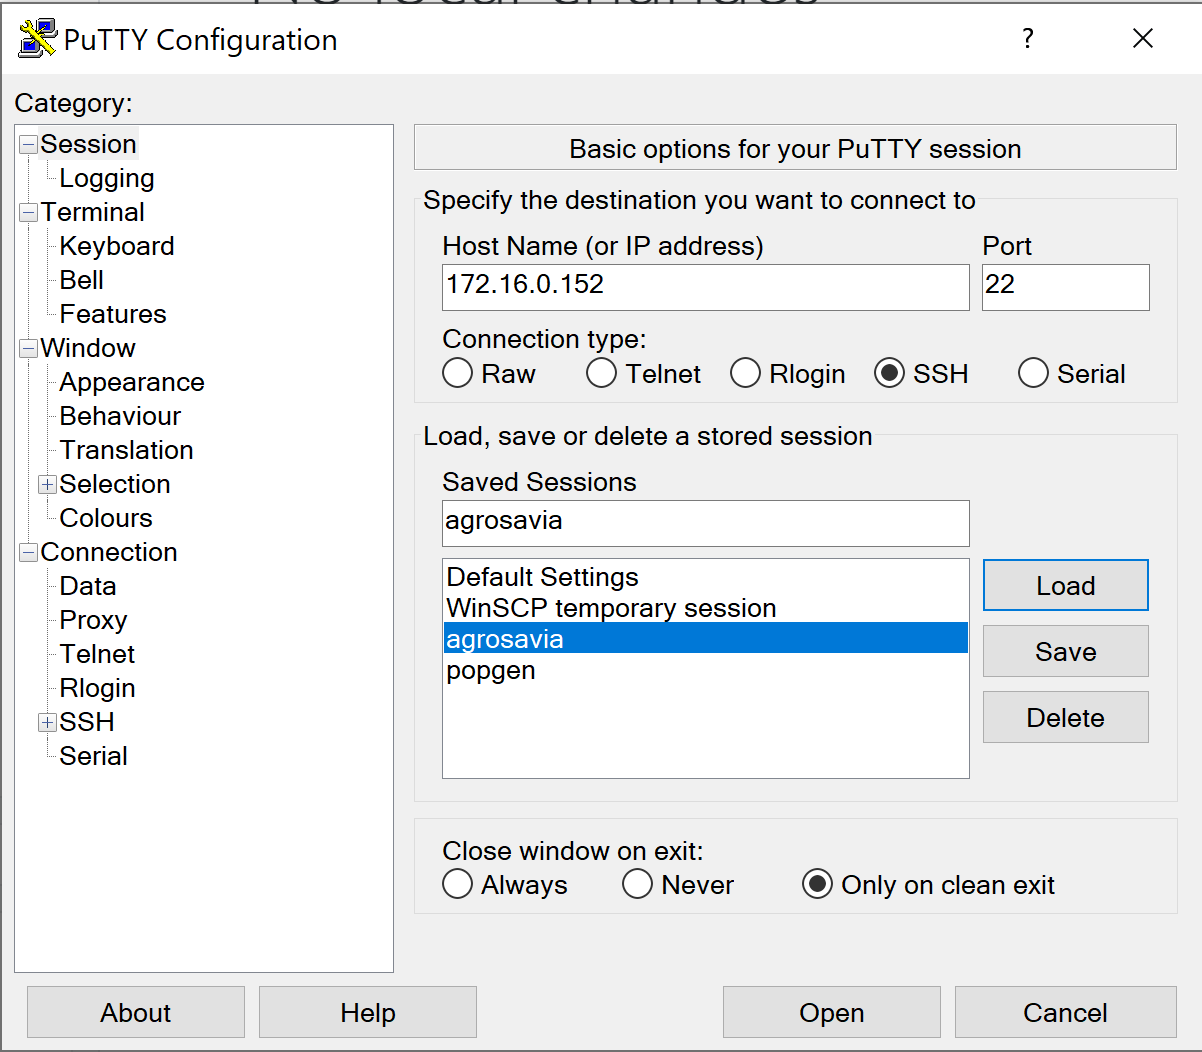 PuTTY Configuration
?
Category:
Session
Logging
Terminal
Keyboard
Bell
Features
Window
Appearance
Behaviour
Translation
Selection
Colours
Connection
Data
Proxy
Telnet
Rlogin
SSH
Serial
Basic options for your PuTTY session
Specify the destination you want to connect to
Host Name (or IP address) Port
172.16.0.152 22
Connection type:
Raw Telnet Rlogin SSH Serial
Load, save or delete a stored session
Saved Sessions
agrosavia
Default Settings
WinSCP temporary session
agrosavia
popgen
Load
Save
Delete
Close window on exit:
Always Never Only on clean exit
About Help Open Cancel